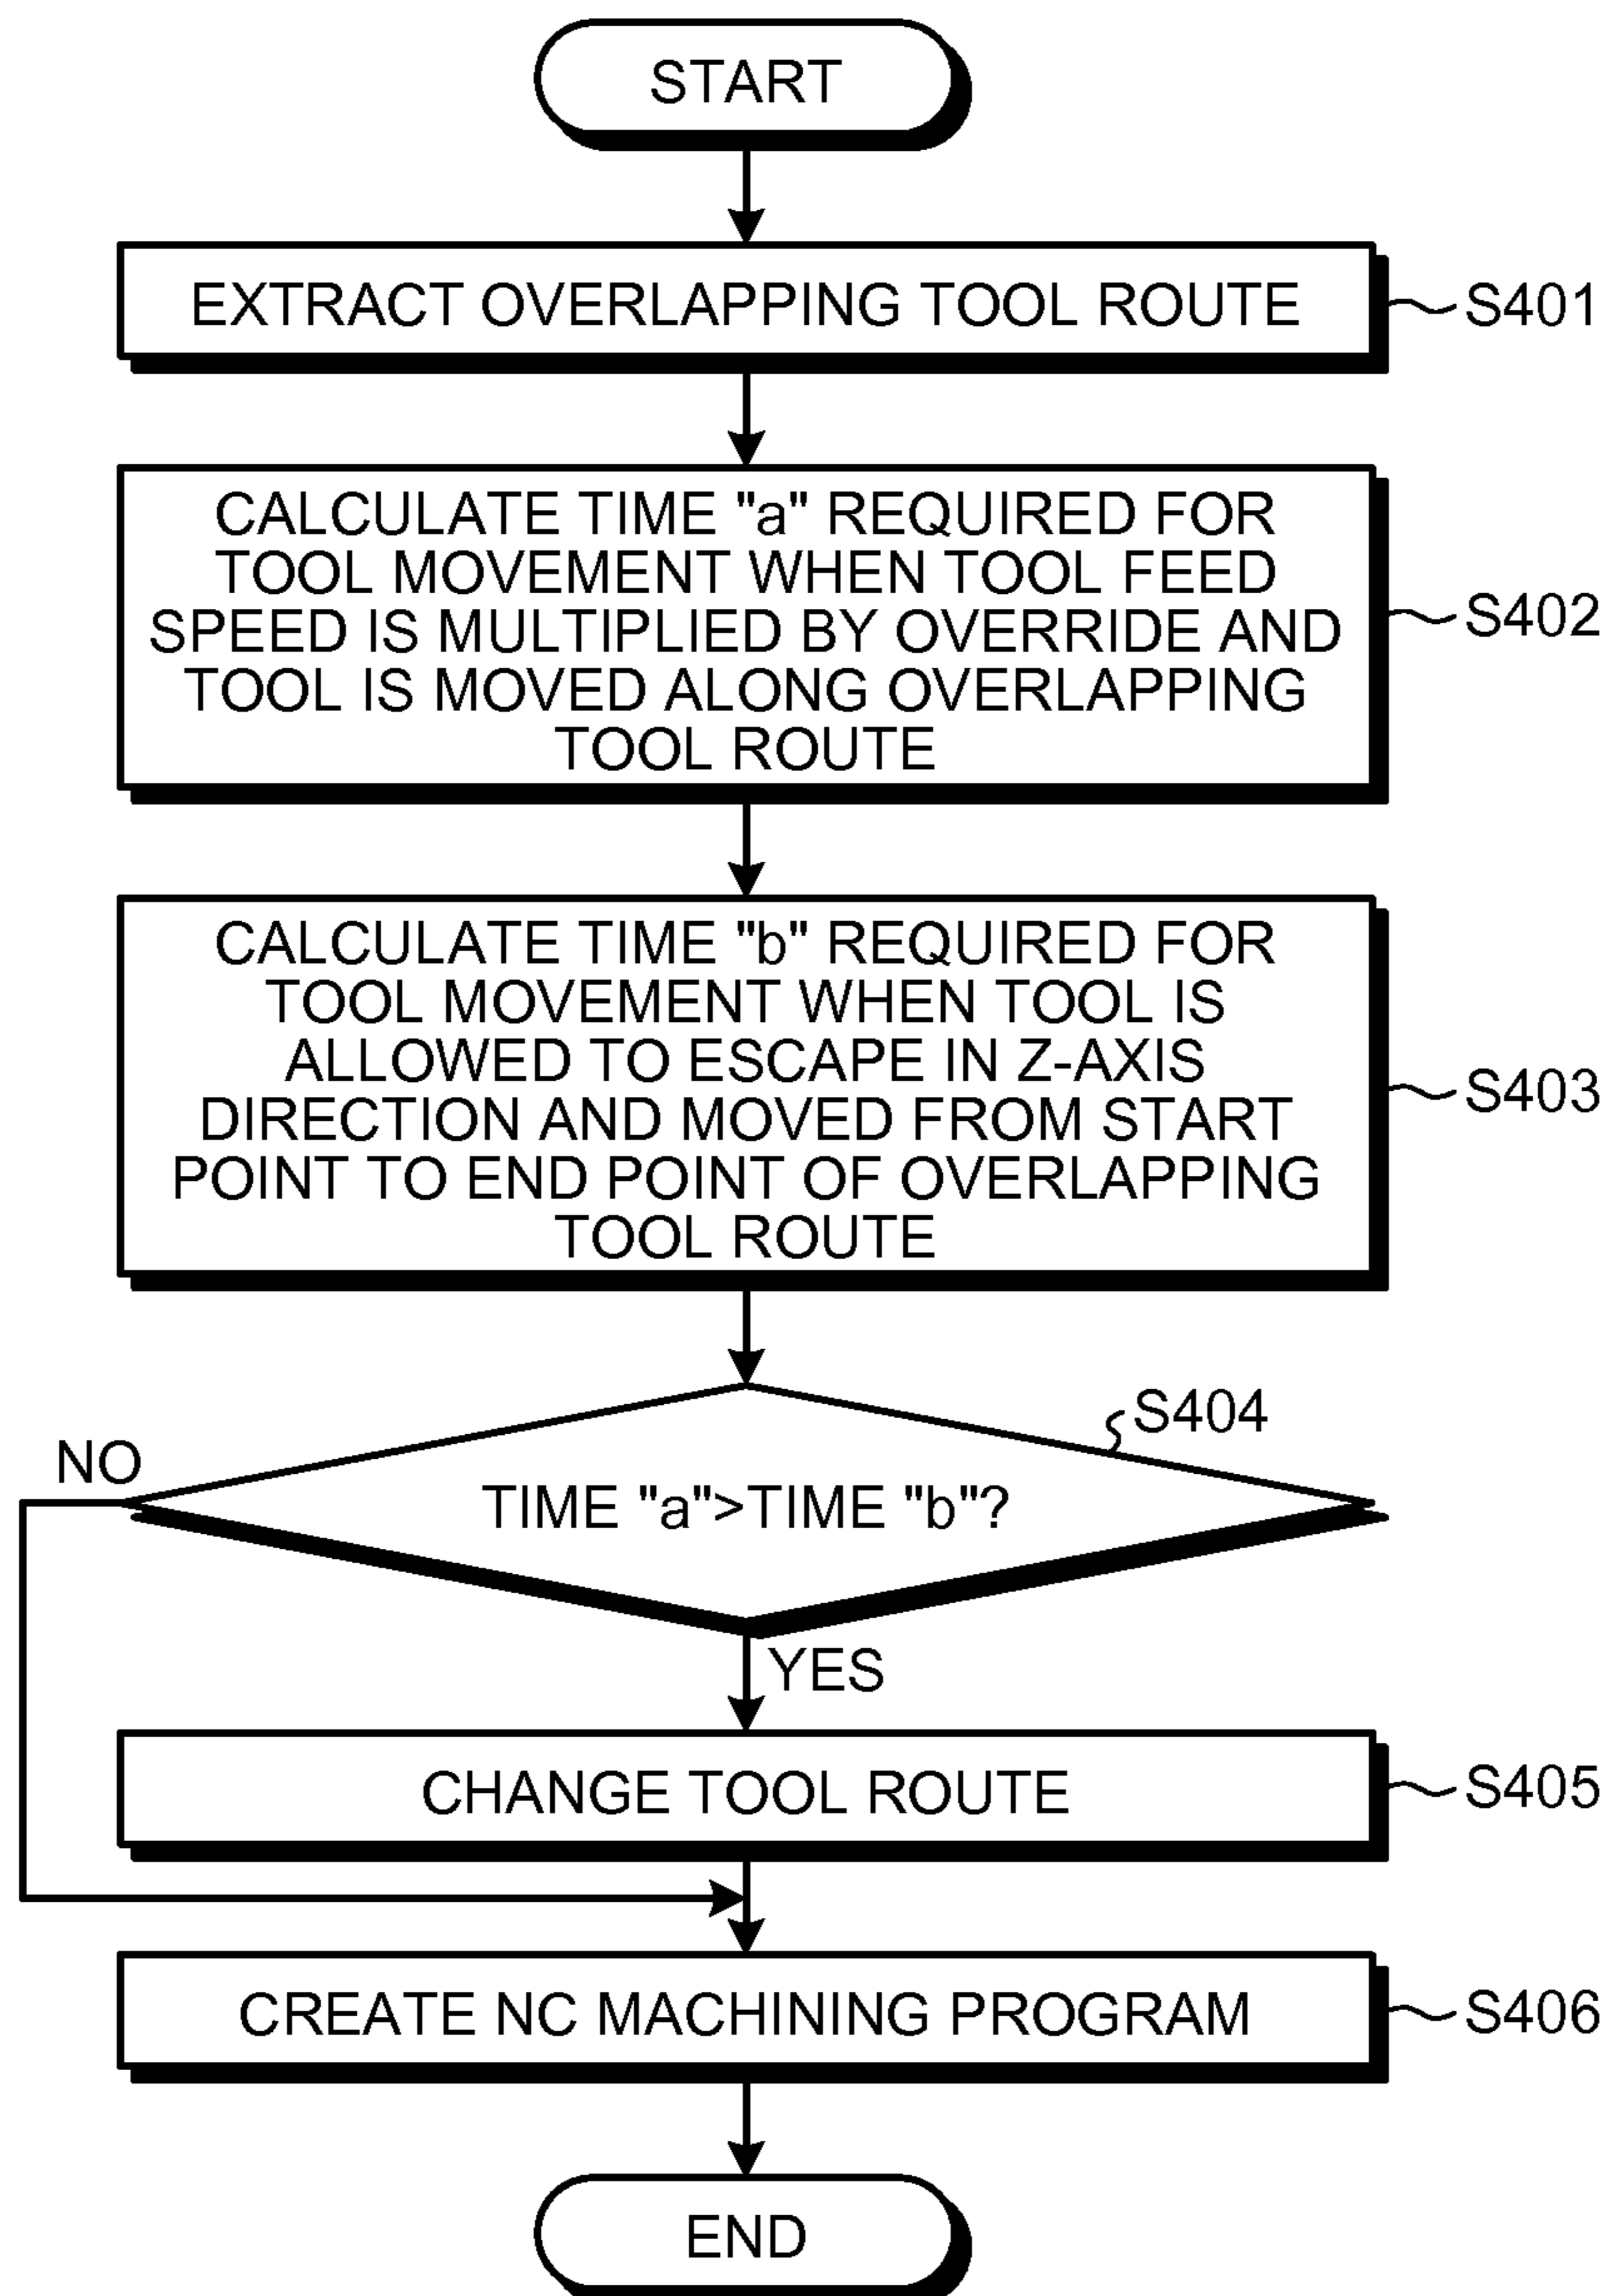 START
EXTRACT OVERLAPPING TOOL ROUTE
S401
CALCULATE TIME "a" REQUIRED FOR
TOOL MOVEMENT WHEN TOOL FEED
SPEED IS MULTIPLIED BY OVERRIDE AND
TOOL IS MOVED ALONG OVERLAPPING
TOOL ROUTE
S402
CALCULATE TIME "b" REQUIRED FOR
TOOL MOVEMENT WHEN TOOL IS
ALLOWED TO ESCAPE IN Z-AXIS
DIRECTION AND MOVED FROM START
POINT TO END POINT OF OVERLAPPING
TOOL ROUTE
S403
S404
NO
TIME "a">TIME "b"?
YES
CHANGE TOOL ROUTE
S405
CREATE NC MACHINING PROGRAM
S406
END